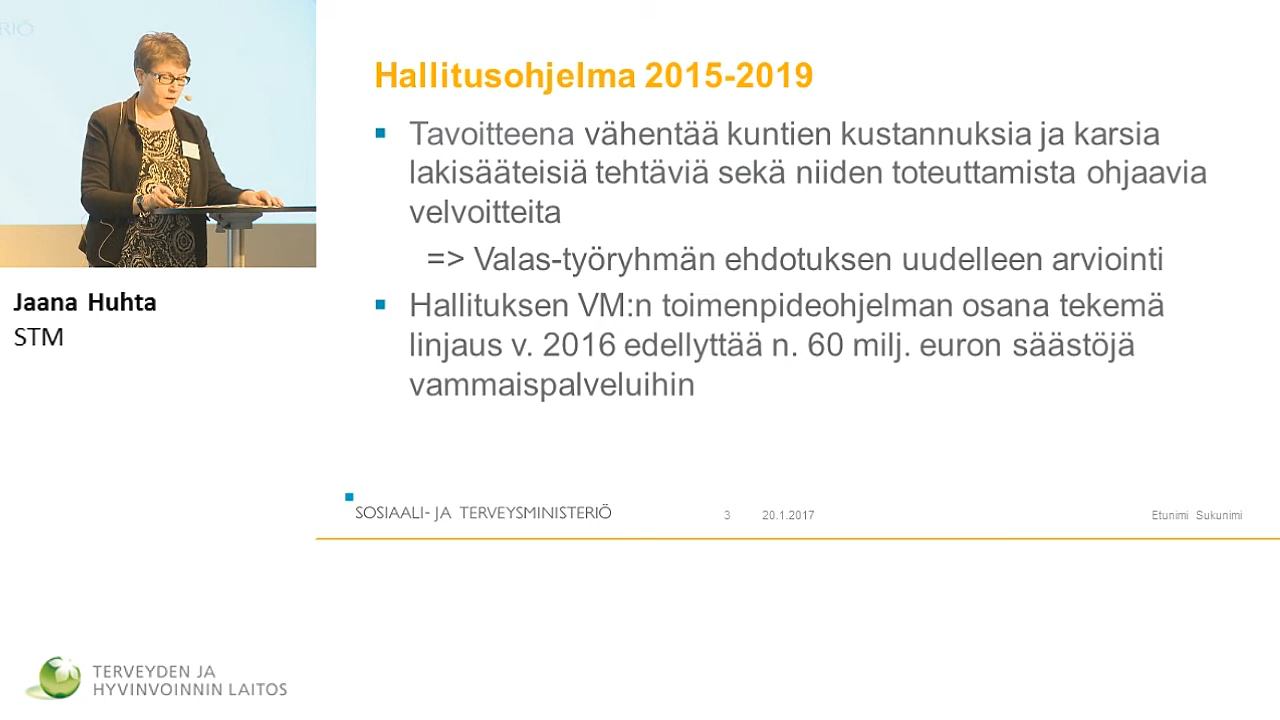 RIÖ
Jaana Huhta
STM
Hallitusohjelma 2015-2019
Tavoitteena vähentää kuntien kustannuksia ja karsia
lakisääteisiä tehtäviä sekä niiden toteuttamista ohjaavia
velvoitteita
=> Valas-työryhmän ehdotuksen uudelleen arviointi
Hallituksen VM:n toimenpideohjelman osana tekemä
linjaus v. 2016 edellyttää n. 60 milj. euron säästöjä
vammaispalveluihin
SOSIAALI- JA TERVEYSMINISTERIÖ
3 20.1.2017 Etunimi Sukunimi
TERVEYDEN JA
HYVINVOINNIN LAITOS